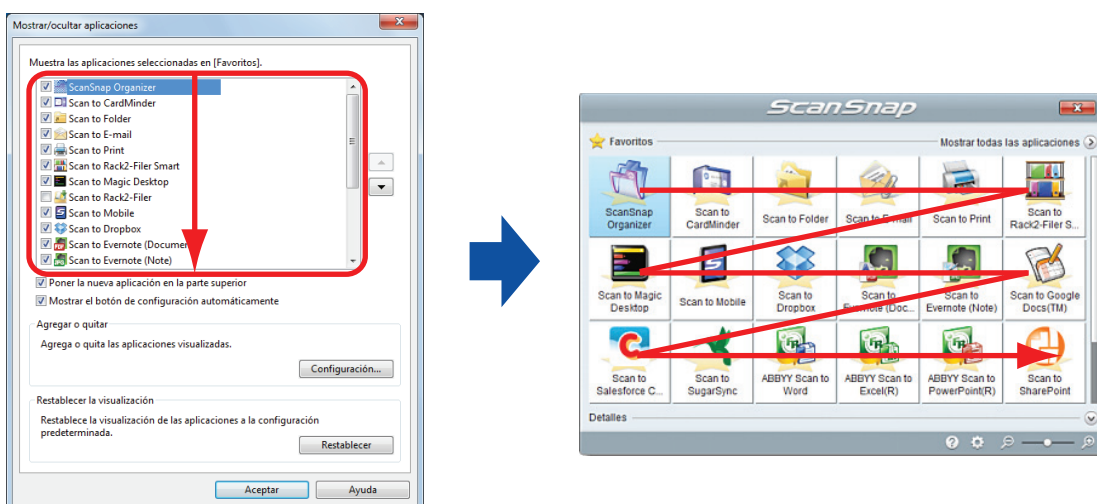 Mostrar/ocultar aplicaciones
Muestra las aplicaciones seleccionadas en [Favoritos].
ScanSnap Organizer
Scan to CardMinder
Scan to Folder
Scan to E-mail
Scan to Print
Scan to Rack2-Filer Smart
Scan to Magic Desktop
Scan to Rack2-Filer
Scan to Mobile
Scan to Dropbox
Scan to Evernote (Documen
Scan to Evernote (Note)
Poner la nueva aplicación en la parte superior
Mostrar el botón de configuración automáticamente
Agregar o quitar
Agrega o quita las aplicaciones visualizadas.
Configuración...
Restablecer la visualización
Restablece la visualización de las aplicaciones a la configuración
predeterminada.
Restablecer
Aceptar Ayuda
ScanSnap
Favoritos Mostrar todas las aplicaciones
ScanSnap
Organizer
Scan to
CardMinder
Scan to Folder
Scan to E-mail
Scan to Print
Scan to
Rack2-Filer S...
Scan to Magic
Desktop
Scan to Mobile
Scan to
Dropbox
Scan to
Evernote (Doc...
Scan to
Evernote (Note)
Scan to Google
Docs(TM)
Scan to
Salesforce C...
Scan to
SugarSync
ABBYY Scan to
Word
ABBYY Scan to
Excel(R)
ABBYY Scan to
PowerPoint(R)
Scan to
SharePoint
Detalles